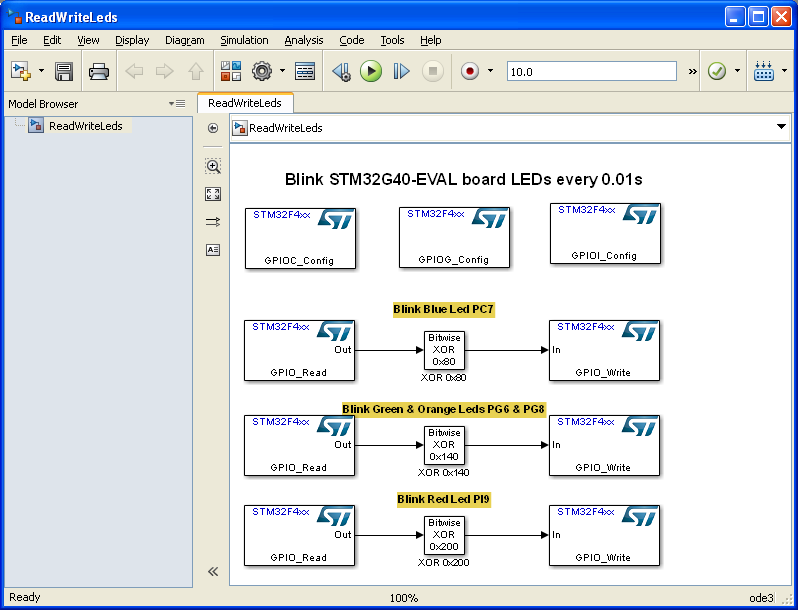 ReadWriteLeds
File Edit View Display Diagram Simulation Analysis Code Tools Help
10.0
»
Model Browser
ReadWriteLeds
ReadWriteLeds
ReadWriteLeds
Blink STM32G40-EVAL board LEDs every 0.01s
STM32F4xx STM32F4xx STM32F4xx
GPIOC_Config GPIOG_Config GPIOI_Config
Blink Blue Led PC7
STM32F4xx Bitwise STM32F4xx
Out XOR In
0x80
GPIO_Read XOR 0x80 GPIO_Write
Blink Green & Orange Leds PG6 & PG8
STM32F4xx Bitwise STM32F4xx
Out XOR In
0x140
GPIO_Read XOR 0x140 GPIO_Write
Blink Red Led PI9
STM32F4xx Bitwise STM32F4xx
Out XOR In
0x200
GPIO_Read XOR 0x200 GPIO_Write
Ready 100% ode3